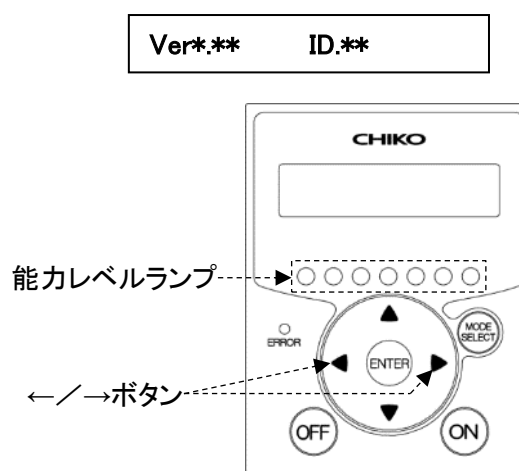 Ver*.** ID.**
CHIKO
能力レベルランプ
ERROR
MODE
SELECT
ENTER
←／→ボタン
OFF
ON